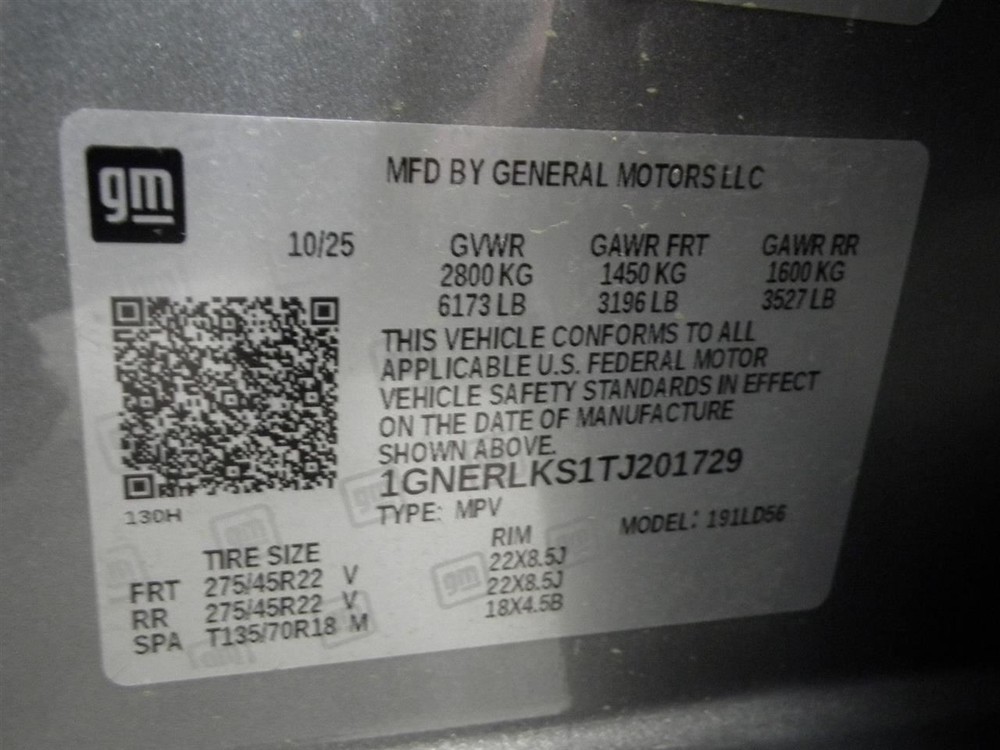 gm
MFD BY GENERAL MOTORS LLC
10/25 GVWR GAWR FRT GAWR RR
2800 KG 1450 KG 1600 KG
6173 LB 3196 LB 3527 LB
THIS VEHICLE CONFORMS TO ALL
APPLICABLE U.S. FEDERAL MOTOR
VEHICLE SAFETY STANDARDS IN EFFECT
ON THE DATE OF MANUFACTURE
SHOWN ABOVE.
1GNERLKS1TJ201729
130H
TYPE: MPV MODEL: 191LD56
TIRE SIZE RIM
FRT 275/45R22 V 22X8.5J
RR 275/45R22 V 22X8.5J
SPA T135/70R18 M 18X4.5B